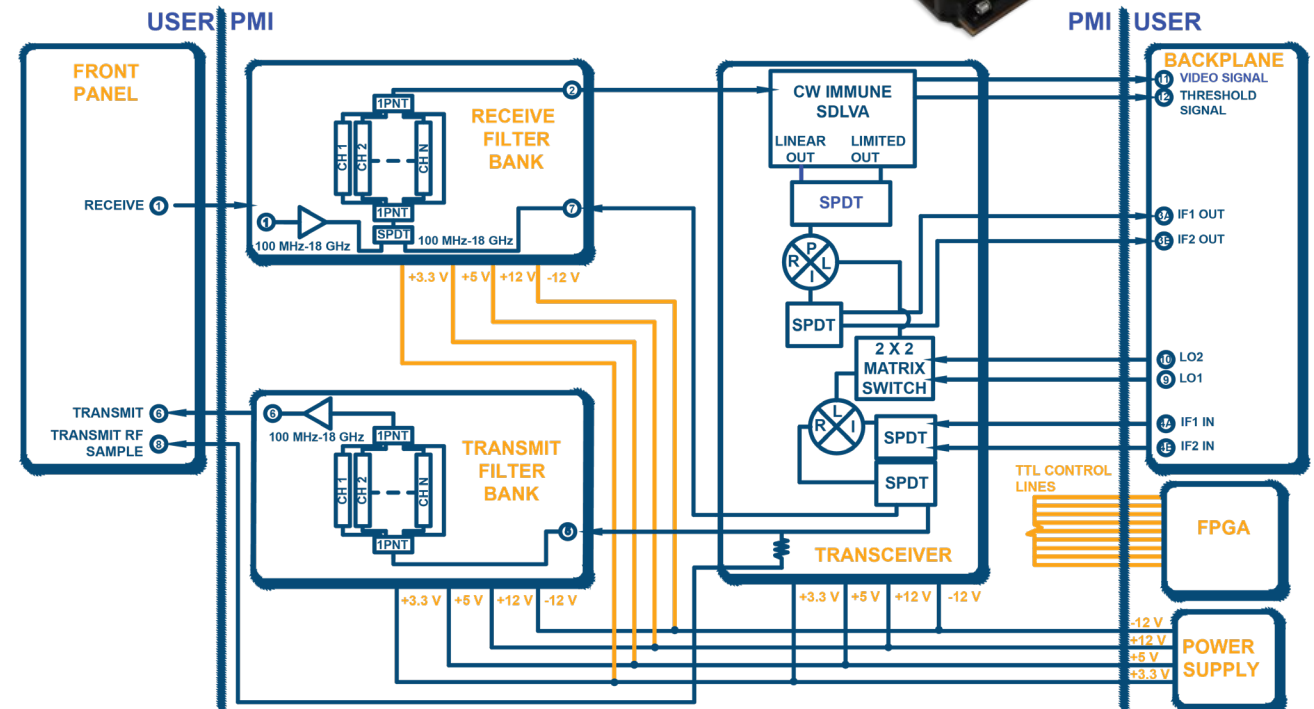 USER PMI
PMI USER
FRONT
PANEL
RECEIVE 1
TRANSMIT 6
TRANSMIT RF
SAMPLE 8
RECEIVE
FILTER
BANK
2
1PNT
CH 1
CH 2
CH N
1PNT
SPDT
1
100 MHz-18 GHz
100 MHz-18 GHz
7
+3.3 V +5 V +12 V -12 V
TRANSMIT
FILTER
BANK
6
100 MHz-18 GHz
1PNT
CH 1
CH 2
CH N
1PNT
+3.3 V +5 V +12 V -12 V
CW IMMUNE
SDLVA
LINEAR
OUT
LIMITED
OUT
SPDT
P
R L
I
SPDT
2 X 2
MATRIX
SWITCH
L
R I
SPDT
SPDT
TRANSCEIVER
+3.3 V +5 V +12 V -12 V
BACKPLANE
11 VIDEO SIGNAL
12 THRESHOLD
SIGNAL
IF1 OUT
IF2 OUT
10 LO2
9 LO1
IF1 IN
IF2 IN
TTL CONTROL
LINES
FPGA
-12 V
+12 V
+5 V
+3.3 V
POWER
SUPPLY